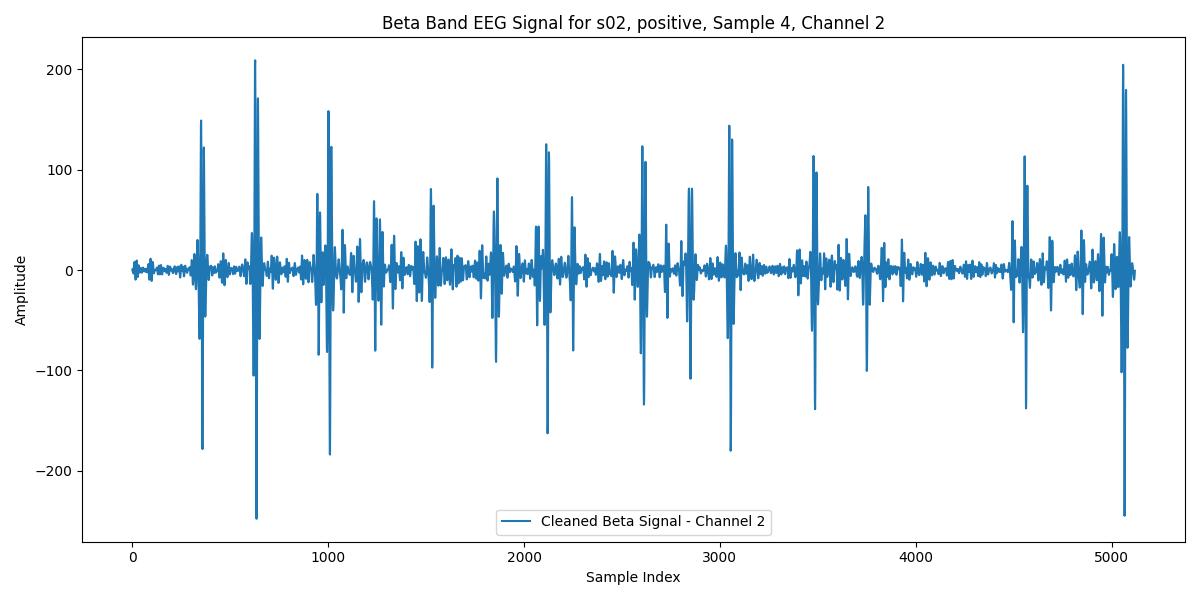 Beta Band EEG Signal for s02, positive, Sample 4, Channel 2
Amplitude
200
100
0
−100
−200
Cleaned Beta Signal - Channel 2
0 1000 2000 3000 4000 5000
Sample Index